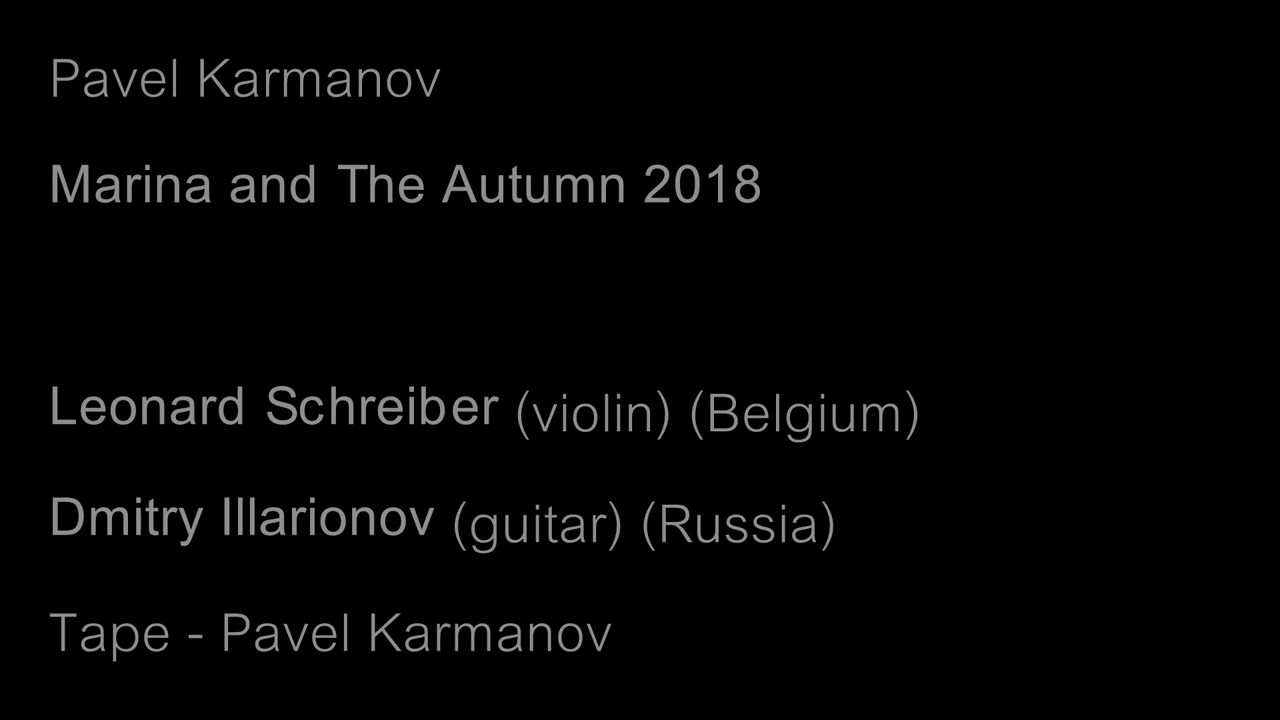 Pavel Karmanov
Marina and The Autumn 2018
Leonard Schreiber (violin) (Belgium)
Dmitry Illarionov (guitar) (Russia)
Tape - Pavel Karmanov